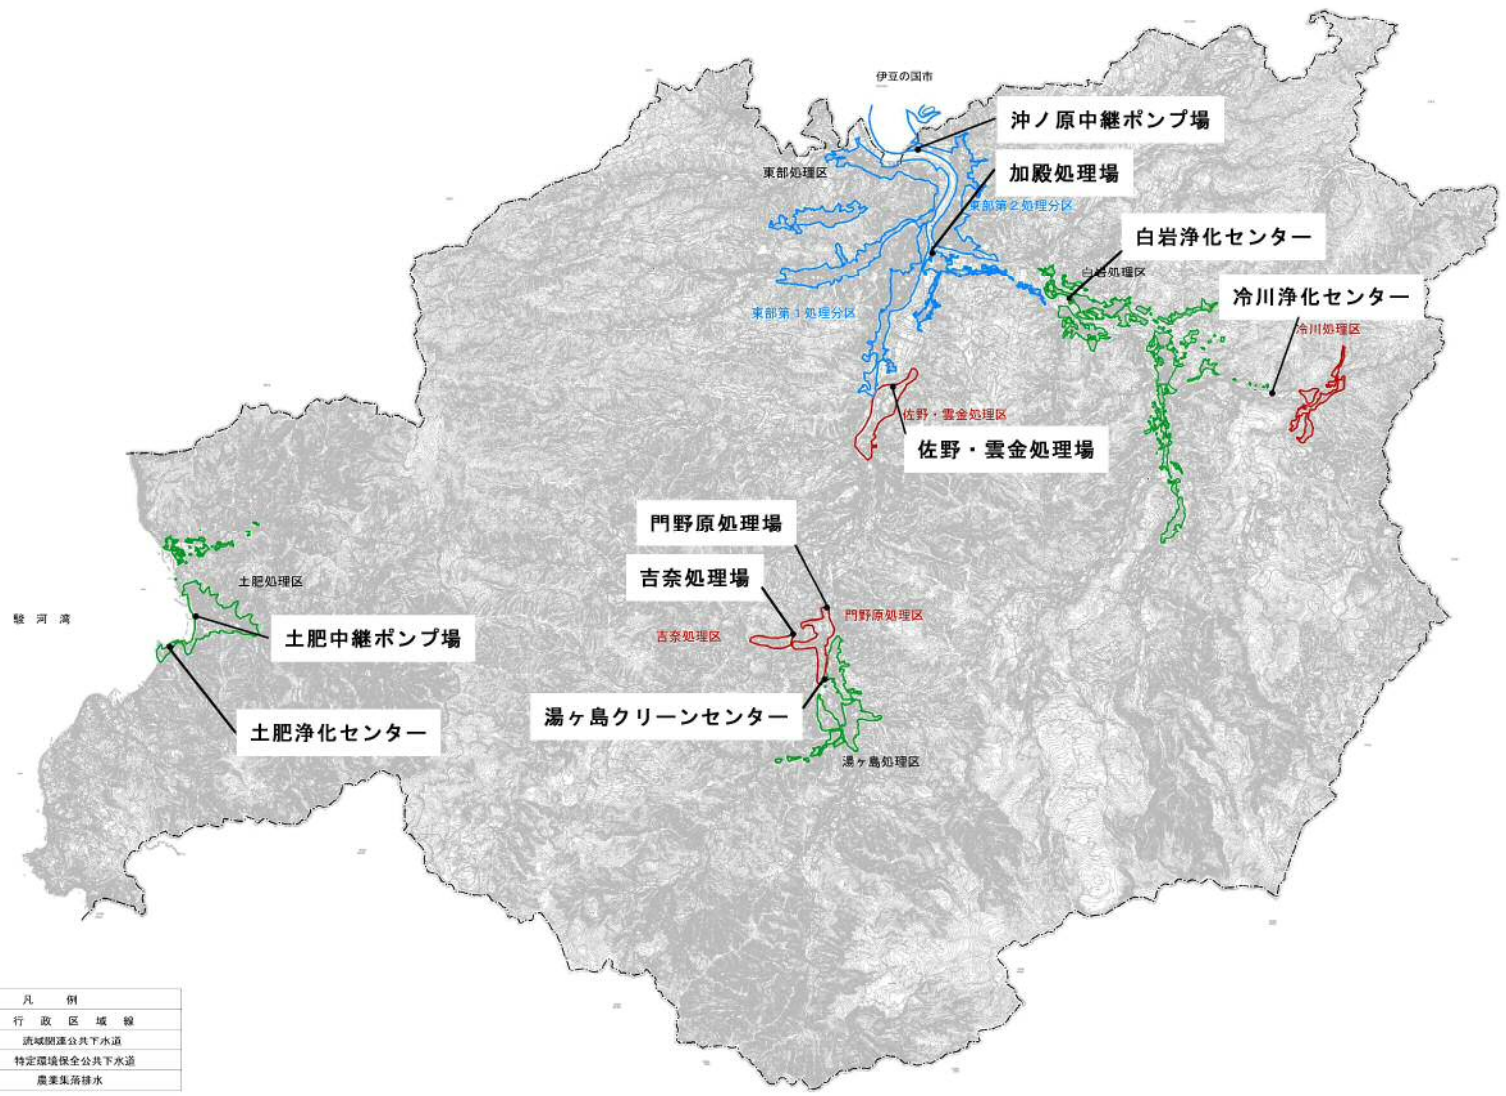 伊豆の国市
沖ノ原中継ポンプ場
東部処理区
加殿処理場
東部第2処理分区
白岩浄化センター
白岩処理区
冷川浄化センター
東部第1処理分区
冷川処理区
佐野・雲金処理区
佐野・雲金処理場
門野原処理場
吉奈処理場
土肥処理区
駿河湾
門野原処理区
土肥中継ポンプ場
吉奈処理区
湯ヶ島クリーンセンター
土肥浄化センター
湯ヶ島処理区
凡例
行政区域線
流域関連公共下水道
特定環境保全公共下水道
農業集落排水